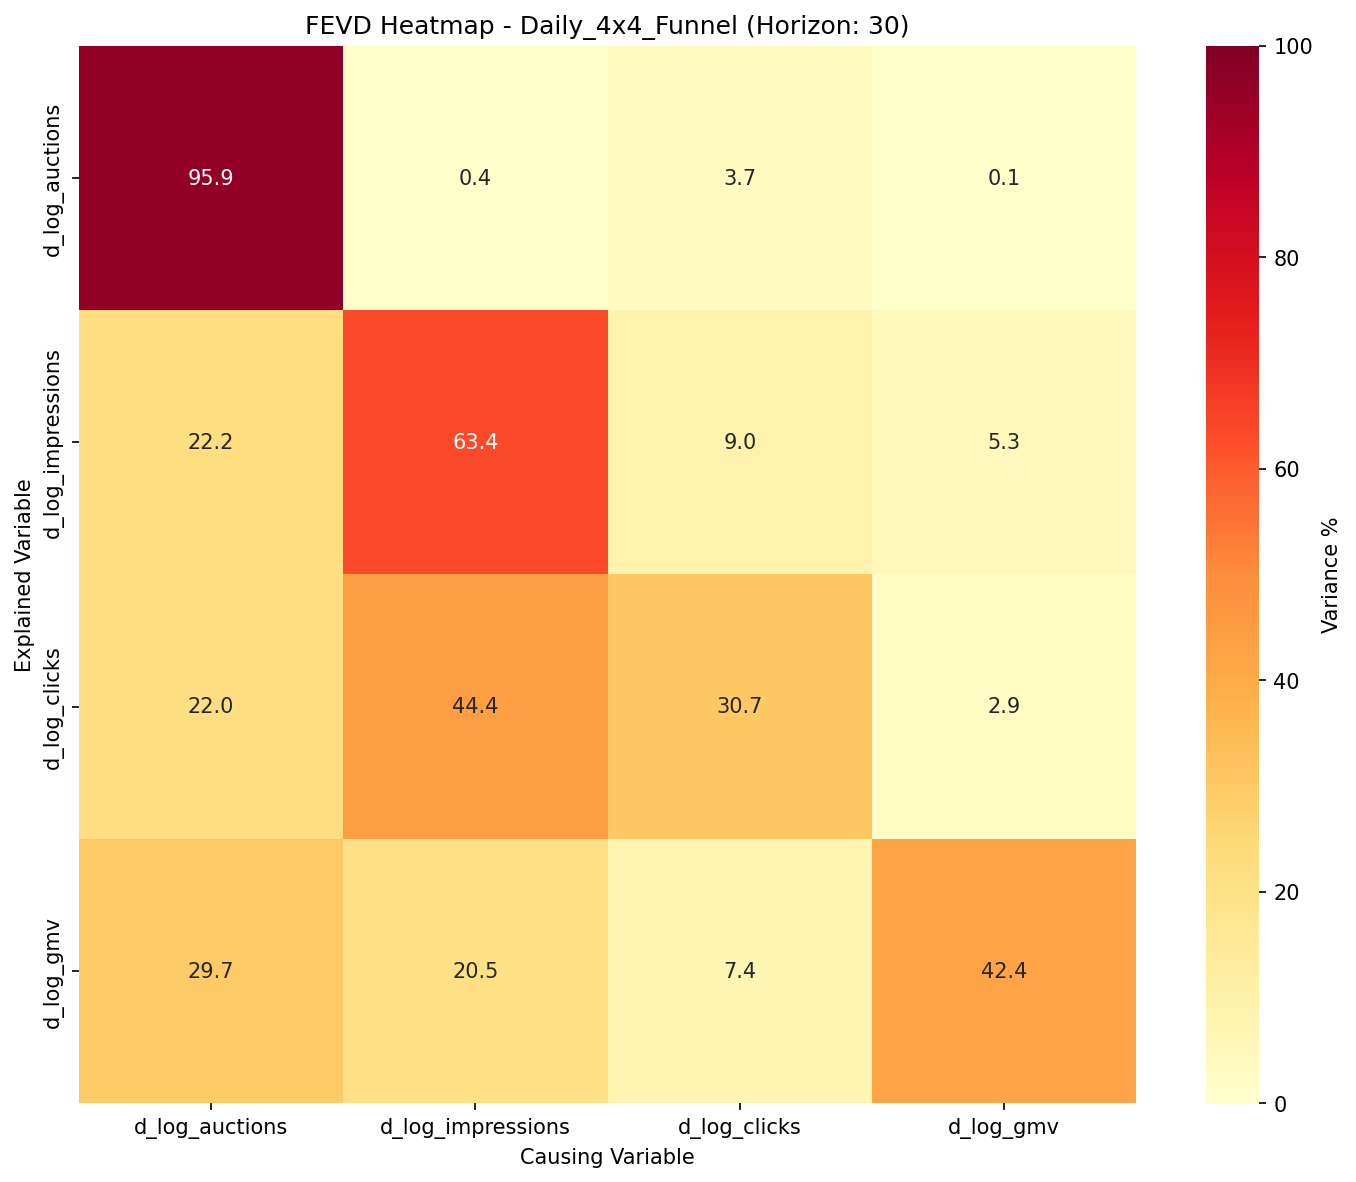 FEVD Heatmap - Daily_4x4_Funnel (Horizon: 30)
Explained Variable
d_log_auctions
95.9 0.4 3.7 0.1
d_log_impressions
22.2 63.4 9.0 5.3
d_log_clicks
22.0 44.4 30.7 2.9
d_log_gmv
29.7 20.5 7.4 42.4
d_log_auctions d_log_impressions d_log_clicks d_log_gmv
Causing Variable
100
80
60
40
20
0
Variance %